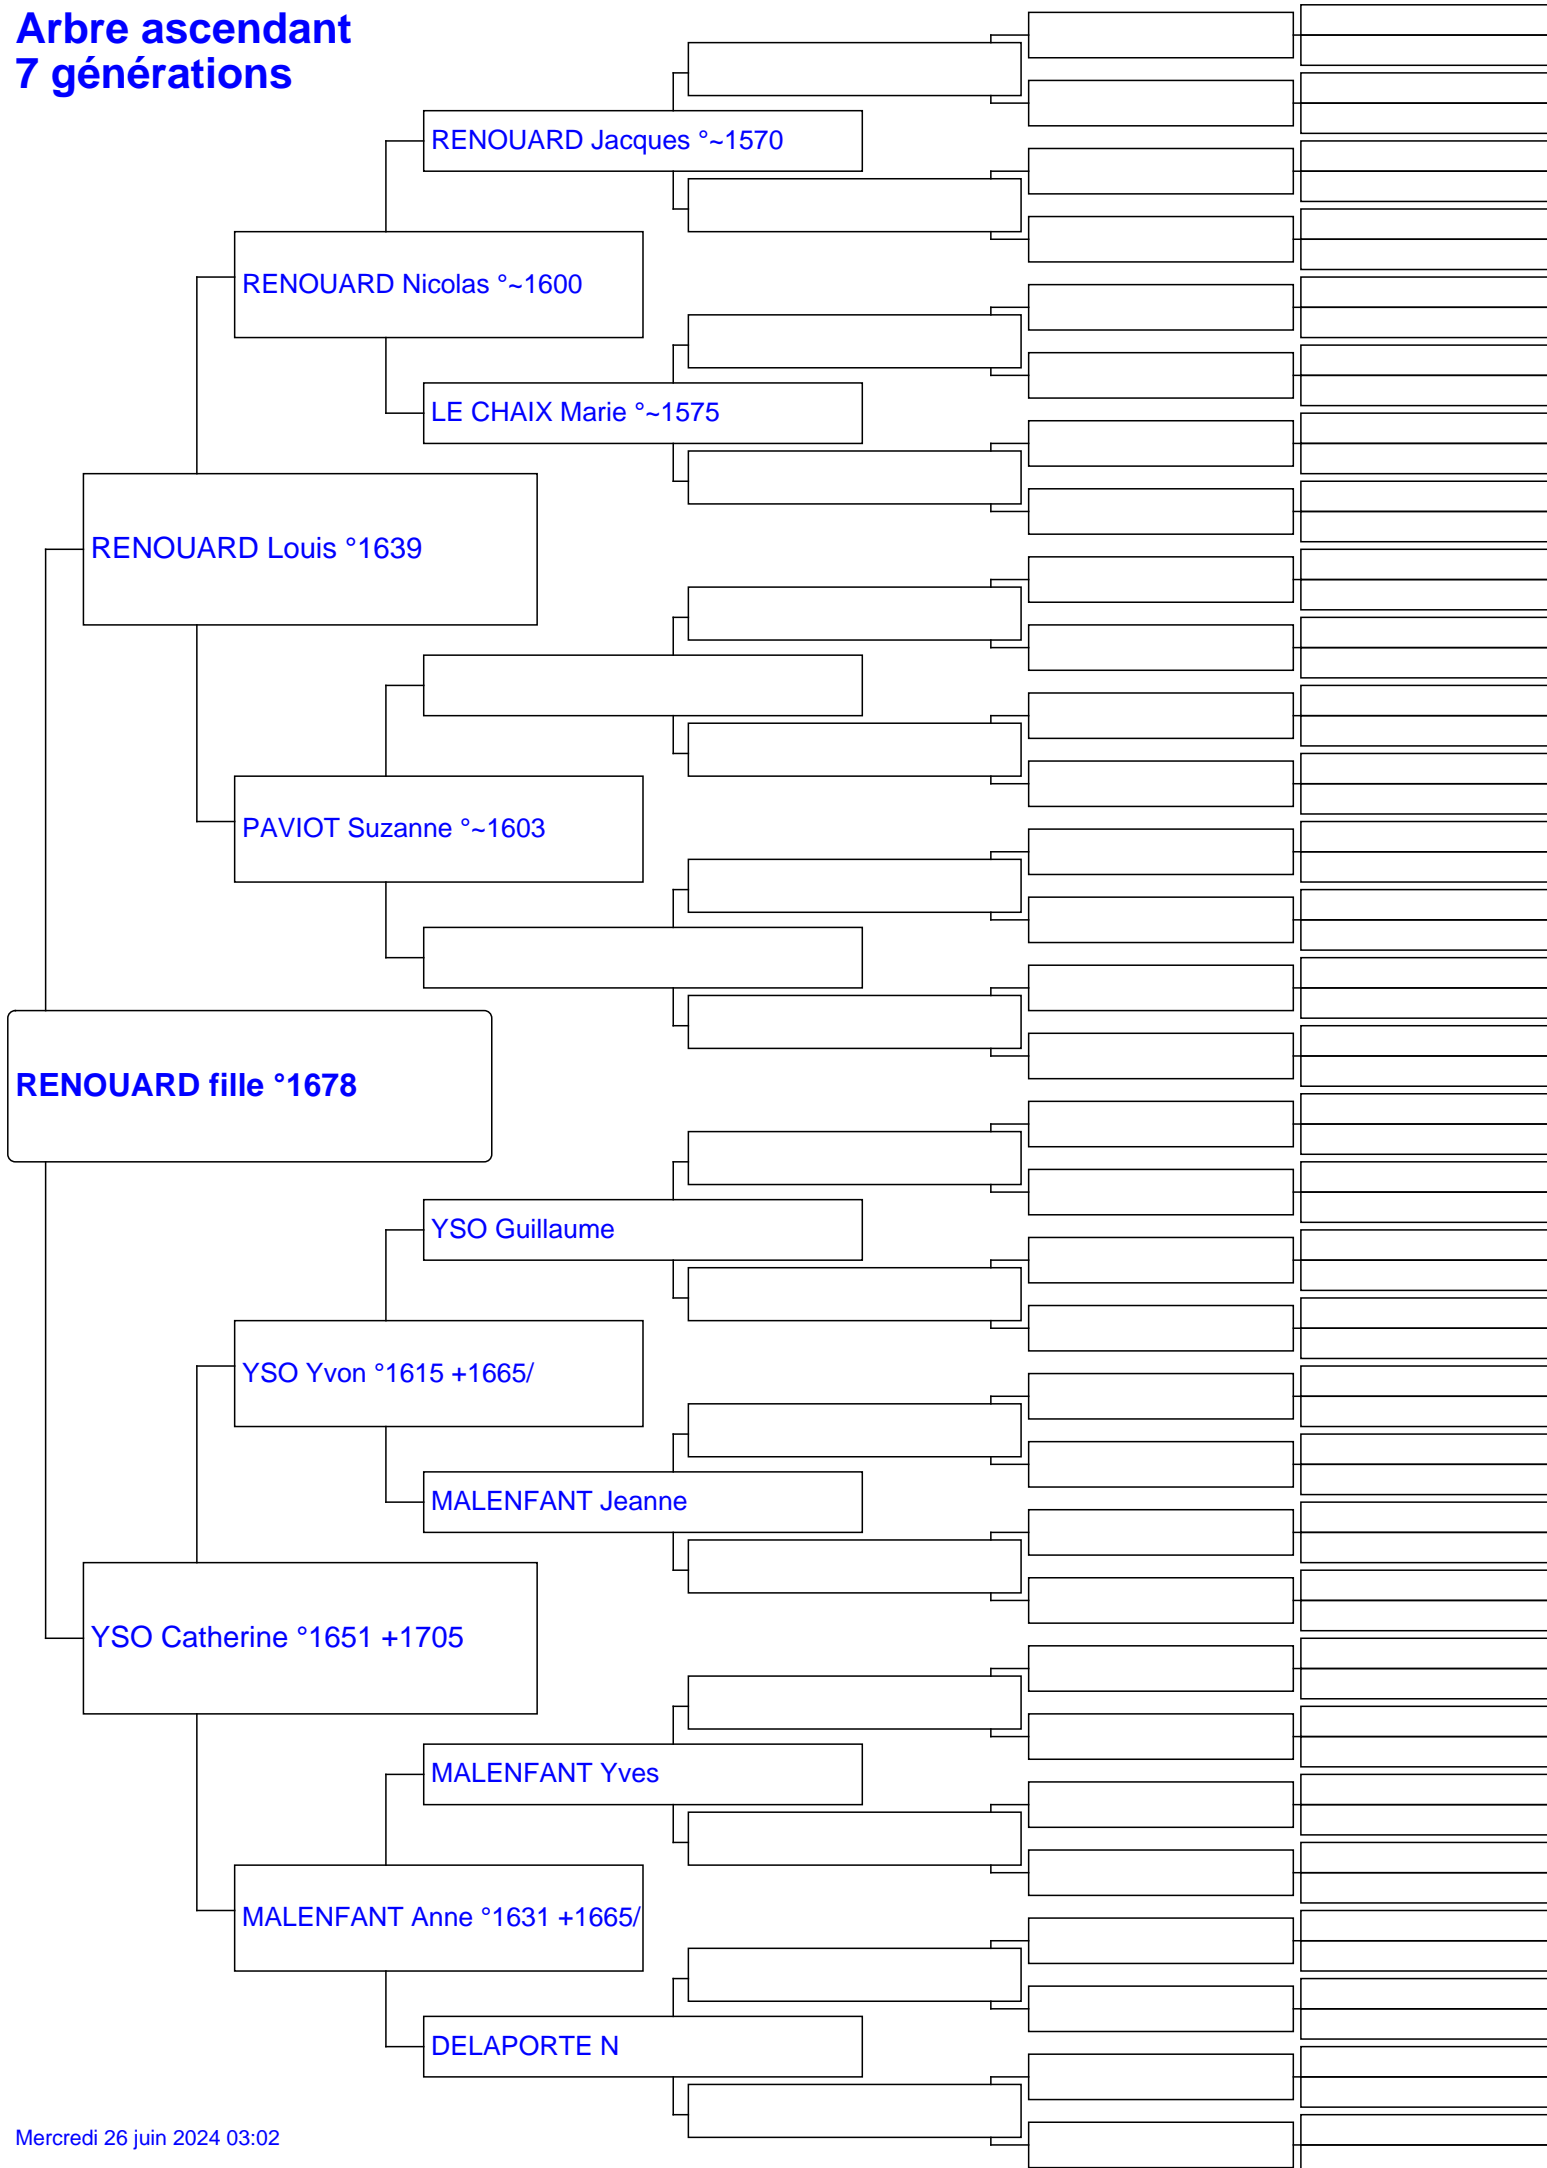 Arbre ascendant
7 générations
RENOUARD Jacques °~1570
RENOUARD Nicolas °~1600
LE CHAIX Marie °~1575
RENOUARD Louis °1639
PAVIOT Suzanne °~1603
RENOUARD fille °1678
YSO Guillaume
YSO Yvon °1615 +1665/
MALENFANT Jeanne
YSO Catherine °1651 +1705
MALENFANT Yves
MALENFANT Anne °1631 +1665/
DELAPORTE N
Mercredi 26 juin 2024 03:02